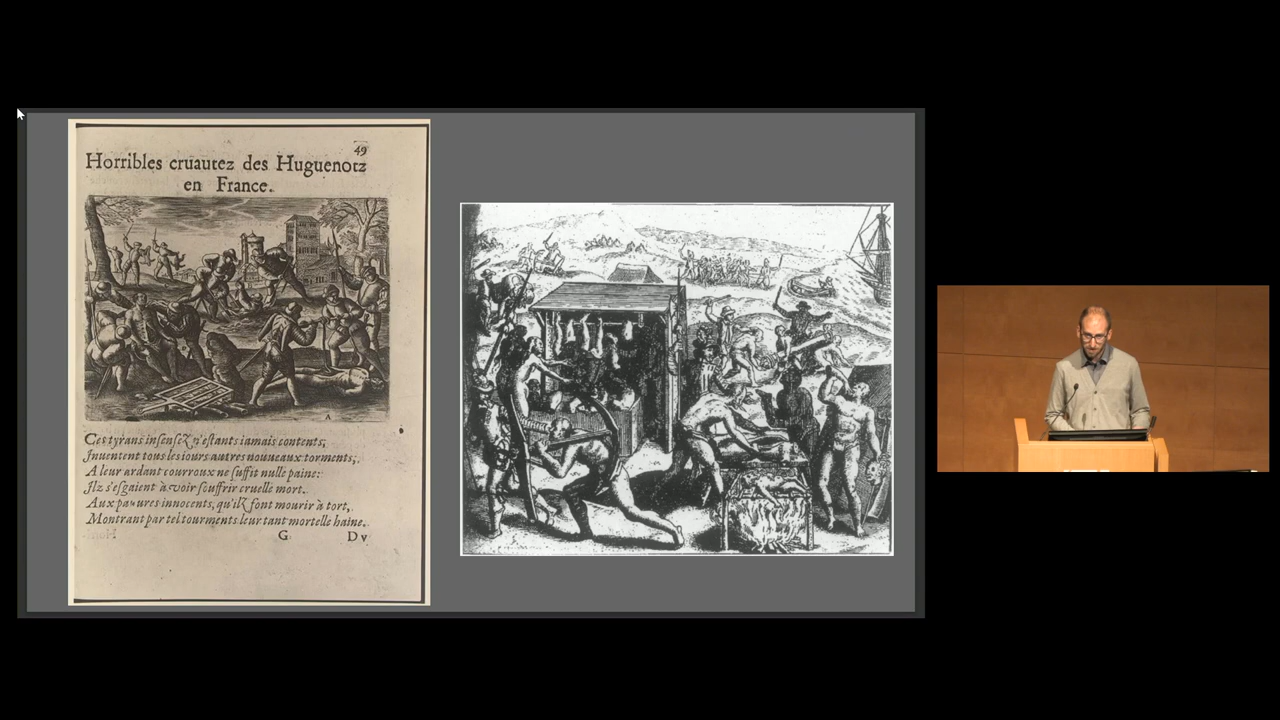 49
Horribles cruautez des Huguenotz
en France.
A
Ces tyrans insensez n'estants iamais contents,
Inuentent tous les iours autres nouueaux torments,
A leur ardant courroux ne suffit nulle paine:
Ilz s'esgaient à voir souffrir cruelle mort.
Aux pauures innocents, qu'ilz font mourir à tort,
Montrant par tel tourments leur tant mortelle haine.
G
Dv